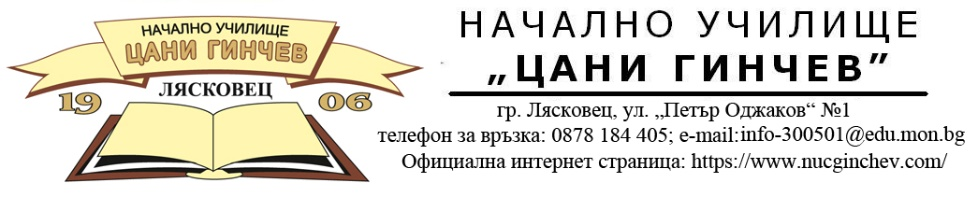 НАЧАЛНО УЧИЛИЩЕ
ЦАНИ ГИНЧЕВ
ЛЯСКОВЕЦ
19 06
НАЧАЛНО УЧИЛИЩЕ
„ЦАНИ ГИНЧЕВ”
гр. Лясковец, ул. „Петър Оджаков“ №1
телефон за връзка: 0878 184 405; e-mail:info-300501@edu.mon.bg
Официална интернет страница: https://www.nucginchev.com/